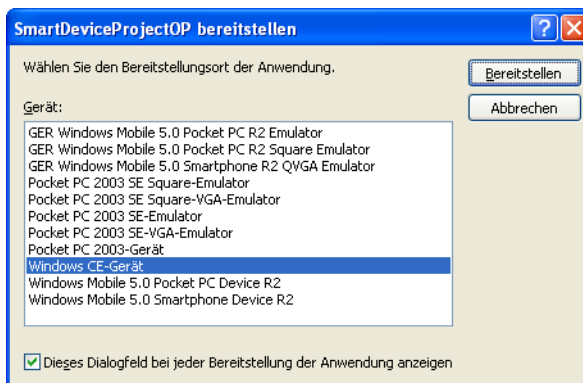 SmartDeviceProjectOP bereitstellen
Wählen Sie den Bereitstellungsort der Anwendung.
Bereitstellen
Gerät:
Abbrechen
GER Windows Mobile 5.0 Pocket PC R2 Emulator
GER Windows Mobile 5.0 Pocket PC R2 Square Emulator
GER Windows Mobile 5.0 Smartphone R2 QVGA Emulator
Pocket PC 2003 SE Square-Emulator
Pocket PC 2003 SE Square-VGA-Emulator
Pocket PC 2003 SE-Emulator
Pocket PC 2003 SE-VGA-Emulator
Pocket PC 2003-Gerät
Windows CE-Gerät
Windows Mobile 5.0 Pocket PC Device R2
Windows Mobile 5.0 Smartphone Device R2
Dieses Dialogfeld bei jeder Bereitstellung der Anwendung anzeigen